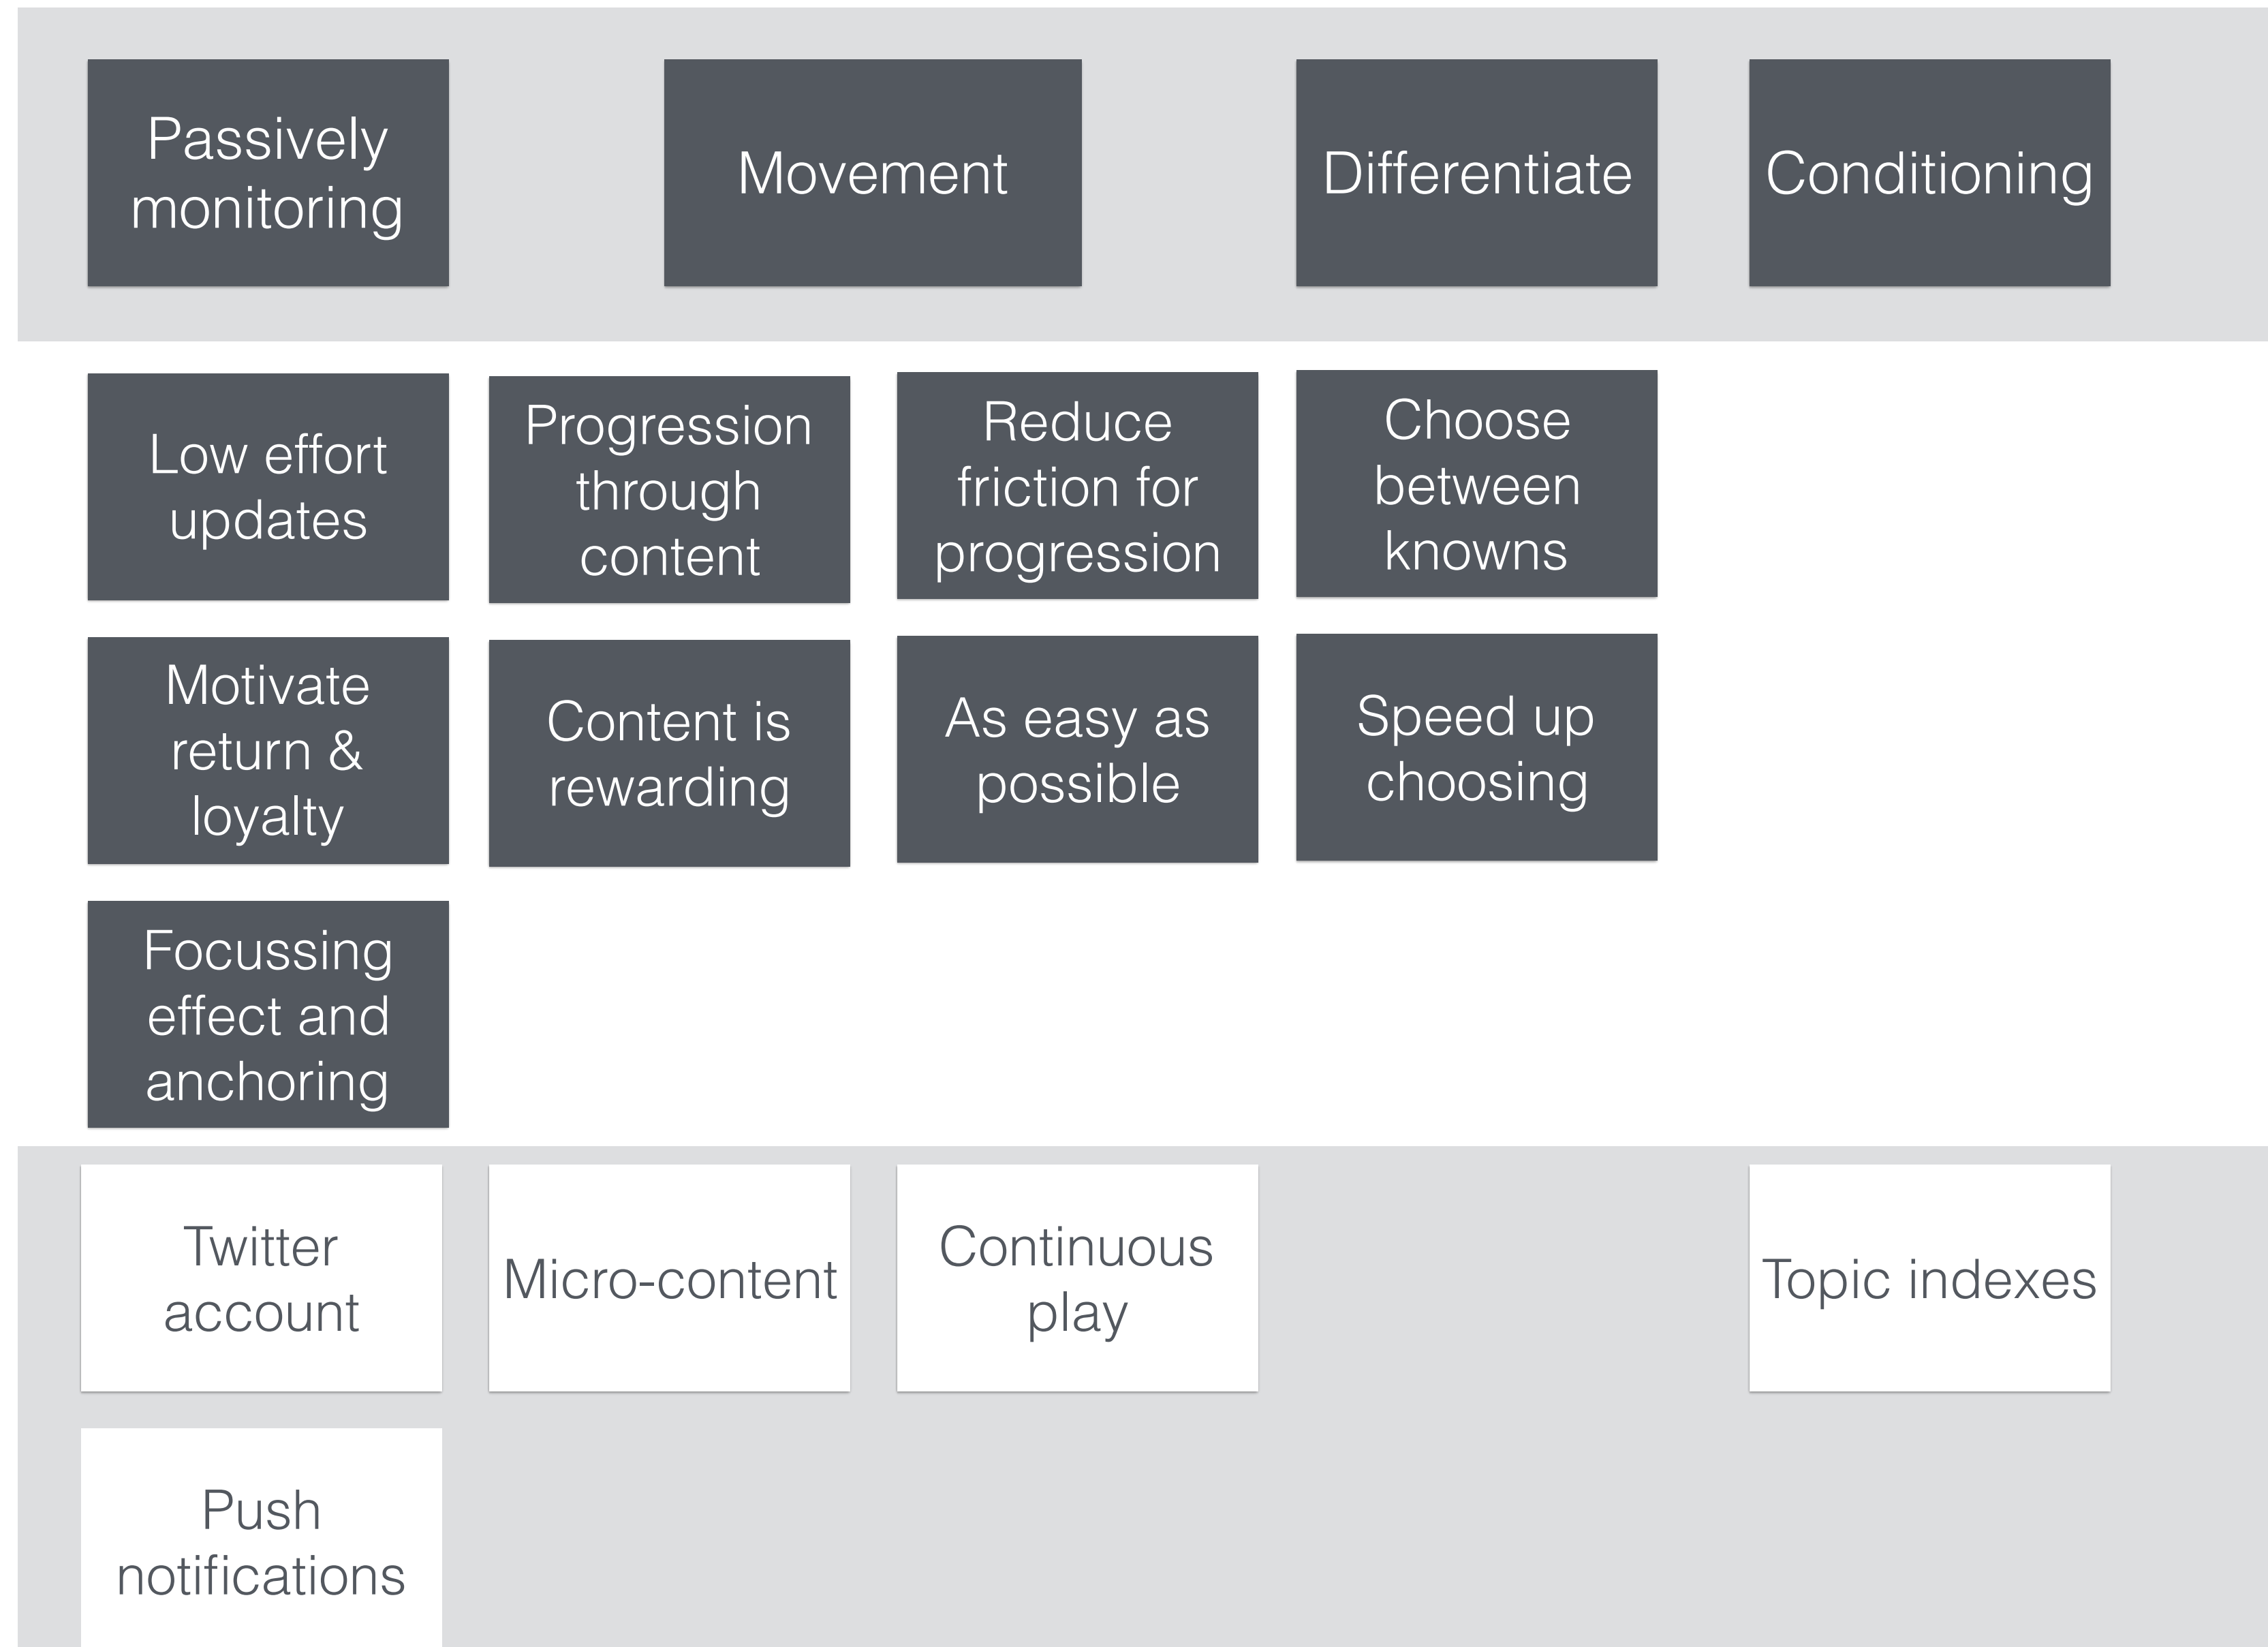 Passively
monitoring
Movement
Differentiate
Conditioning
Low effort
updates
Progression
through
content
Reduce
friction for
progression
Choose
between
knowns
Motivate
return &
loyalty
Content is
rewarding
As easy as
possible
Speed up
choosing
Focussing
effect and
anchoring
Twitter
account
Micro-content
Continuous
play
Topic indexes
Push
notifications